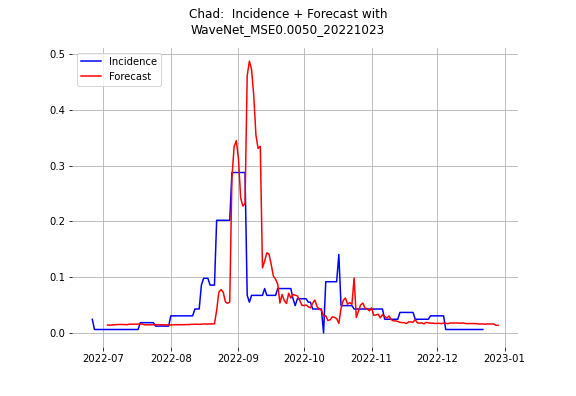 Chad:  Incidence + Forecast with
WaveNet_MSE0.0050_20221023
Incidence
Forecast
0.5
0.4
0.3
0.2
0.1
0.0
2022-07 2022-08 2022-09 2022-10 2022-11 2022-12 2023-01